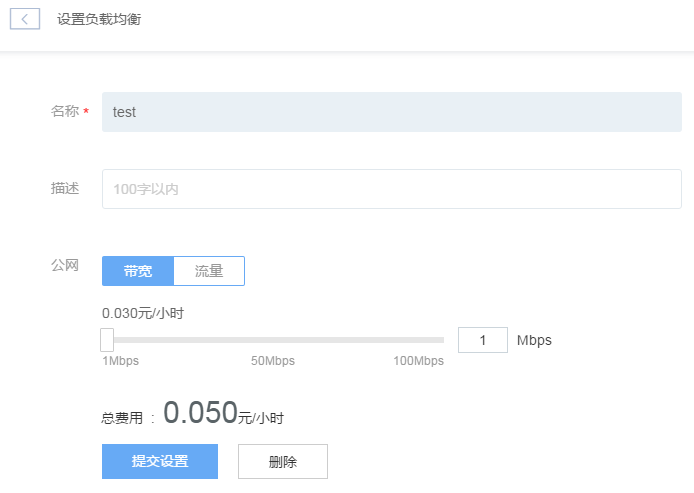 设置负载均衡
名称 *
test
描述
100字以内
公网
带宽 流量
0.030元/小时
1 Mbps
1Mbps 50Mbps 100Mbps
总费用 : 0.050元/小时
提交设置 删除